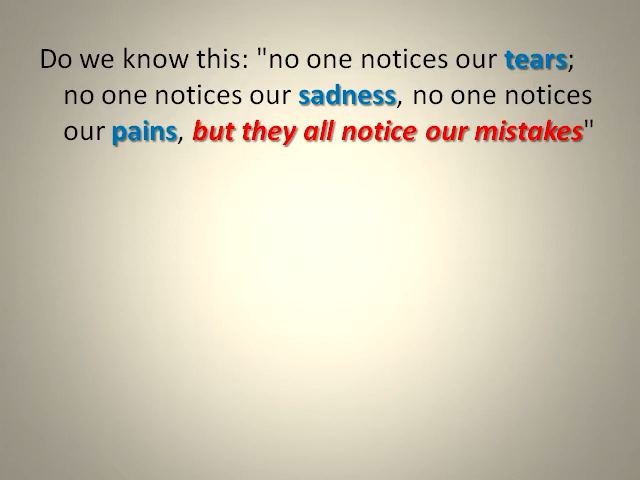 Do we know this: "no one notices our tears;
no one notices our sadness, no one notices
our pains, but they all notice our mistakes"